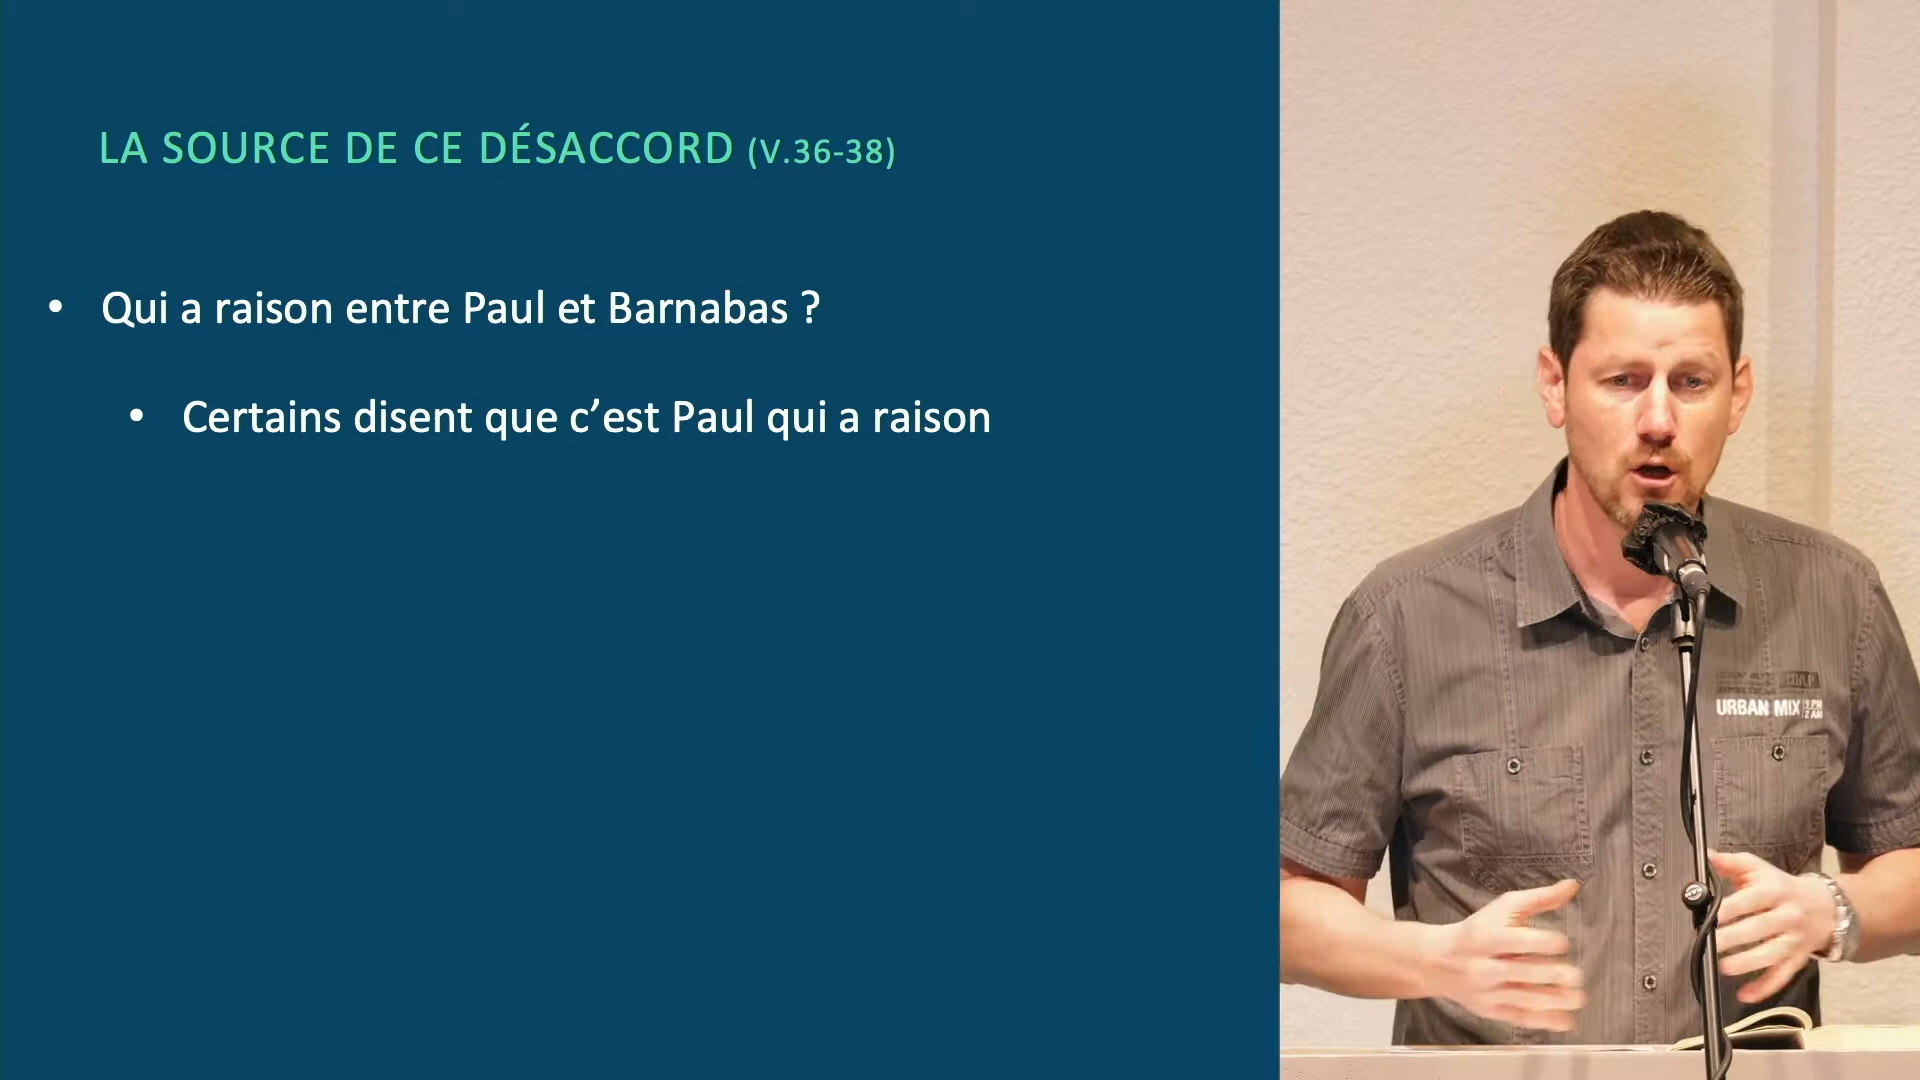 LA SOURCE DE CE DÉSACCORD (V.36-38)
• Qui a raison entre Paul et Barnabas ?
• Certains disent que c’est Paul qui a raison
URBAN MIX